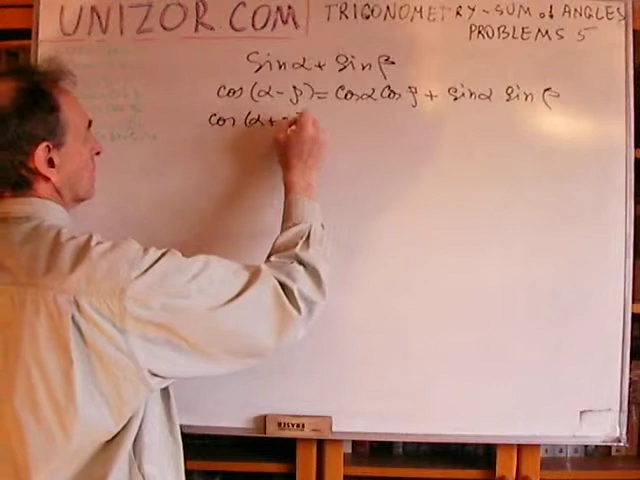 UNIZOR.COM
TRIGONOMETRY - SUM of ANGLES
PROBLEMS 5
Sinα + Sinβ
cos(α-β) = cosα cosβ + sinα sinβ
cos(α+
ERASER